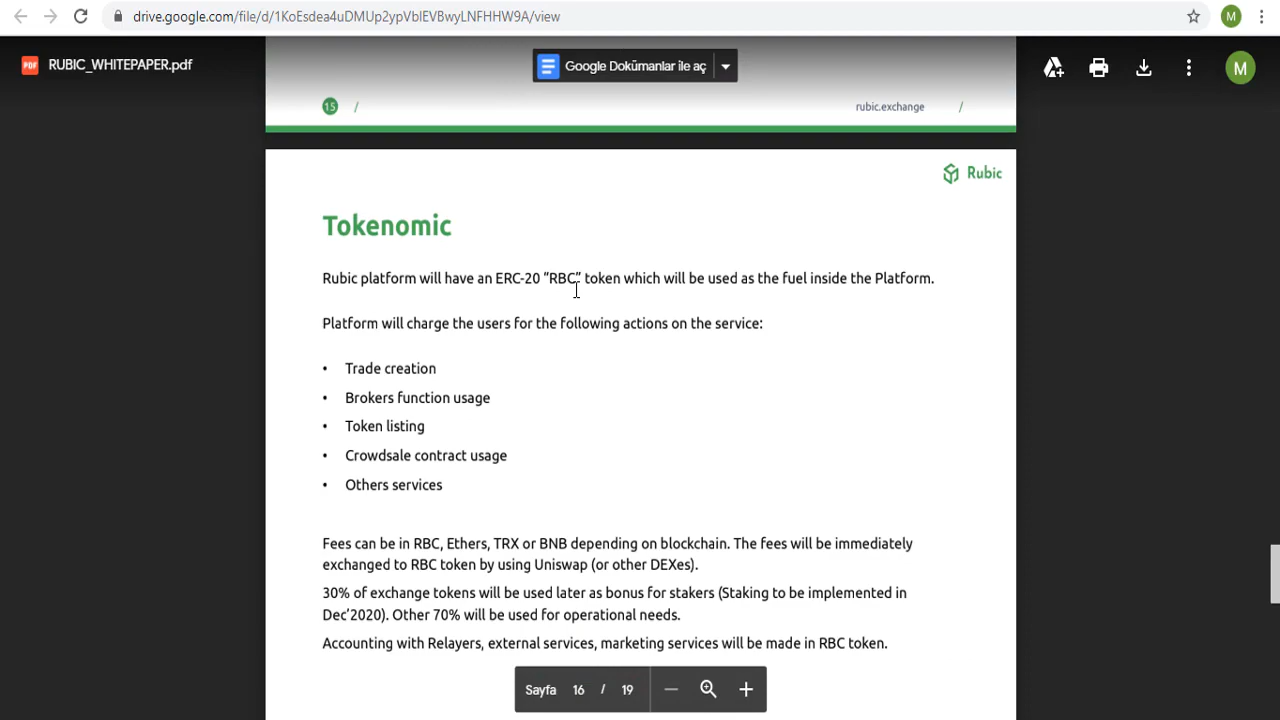 drive.google.com/file/d/1KoEsdea4uDMUp2ypVblEVBwyLNFHHW9A/view
M
PDF RUBIC_WHITEPAPER.pdf
Google Dokümanlar ile aç
M
15 /
rubic.exchange /
Rubic
Tokenomic
Rubic platform will have an ERC-20 “RBC” token which will be used as the fuel inside the Platform.
Platform will charge the users for the following actions on the service:
• Trade creation
• Brokers function usage
• Token listing
• Crowdsale contract usage
• Others services
Fees can be in RBC, Ethers, TRX or BNB depending on blockchain. The fees will be immediately
exchanged to RBC token by using Uniswap (or other DEXes).
30% of exchange tokens will be used later as bonus for stakers (Staking to be implemented in
Dec’2020). Other 70% will be used for operational needs.
Accounting with Relayers, external services, marketing services will be made in RBC token.
Sayfa 16 / 19